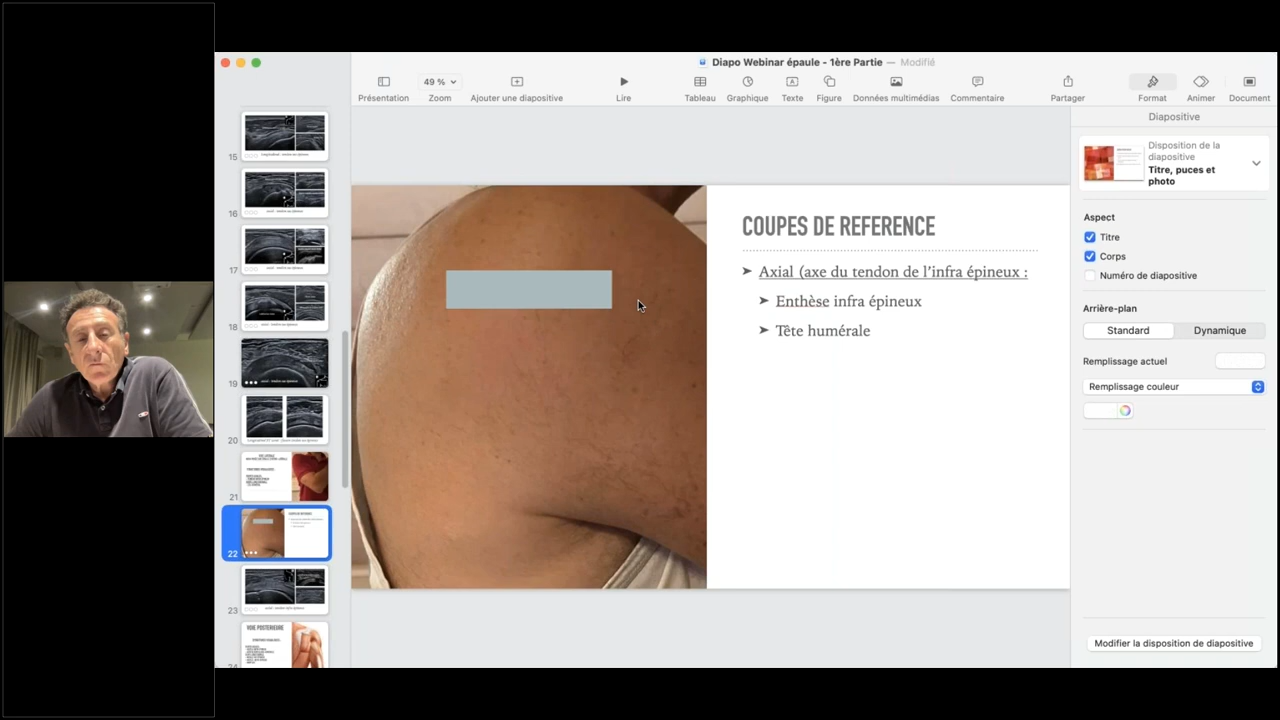 Diapo Webinar épaule - 1ère Partie — Modifié
49 %
Présentation Zoom Ajouter une diapositive Lire Tableau Graphique Texte Figure Données multimédias Commentaire Partager Format Animer Document
15
16
17
18
19
20
21
22
23
VOIE POSTERIEURE
COUPES DE REFERENCE
➤ Axial (axe du tendon de l’infra épineux :
➤ Enthèse infra épineux
➤ Tête humérale
Diapositive
Disposition de la
diapositive
Titre, puces et
photo
Aspect
Titre
Corps
Numéro de diapositive
Arrière-plan
Standard Dynamique
Remplissage actuel
Remplissage couleur
Modifier la disposition de diapositive